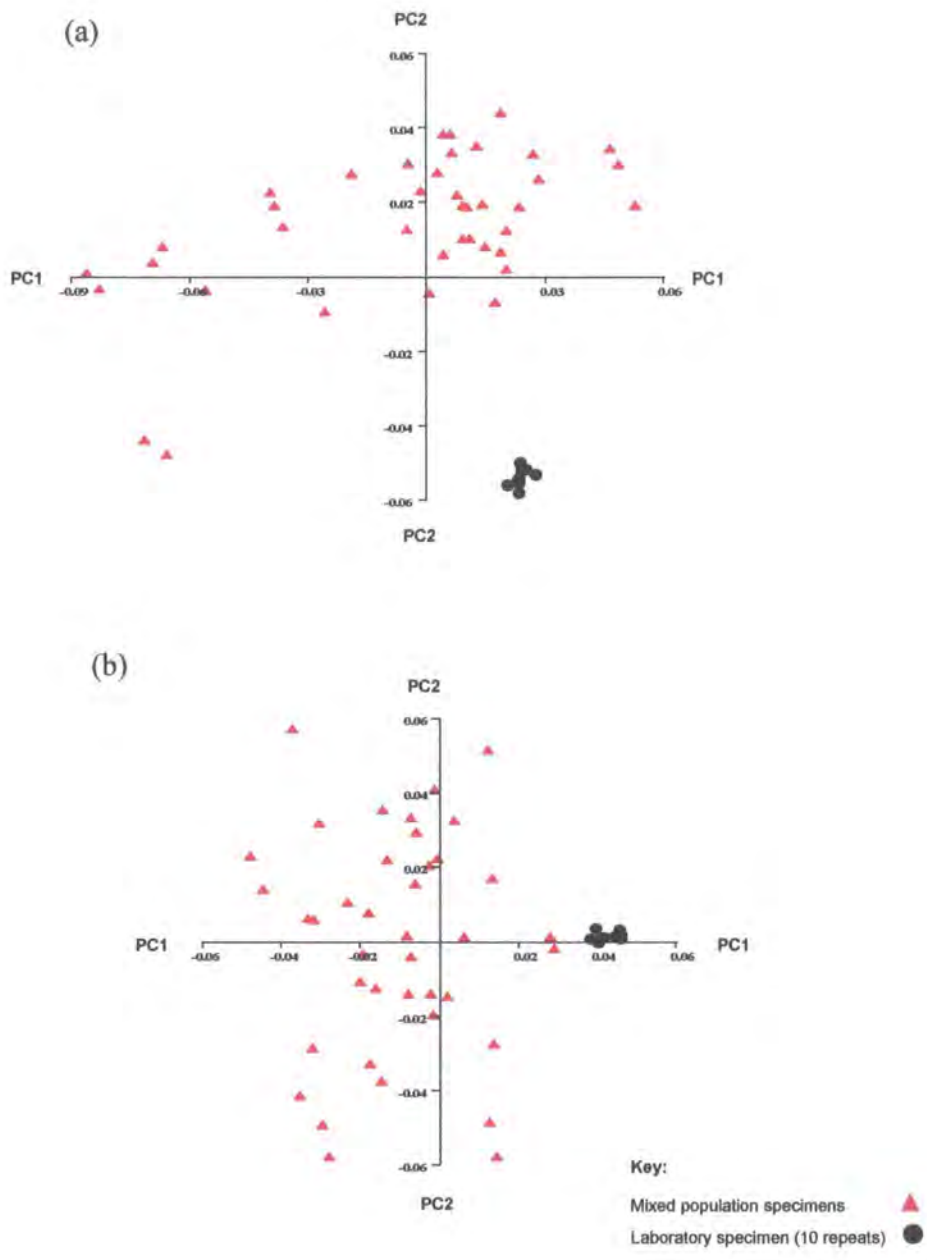 (a)
PC2
0.06
0.04
0.02
PC1 PC1
-0.09 -0.06 -0.03 0.03 0.06
-0.02
-0.04
-0.06
PC2
(b)
PC2
0.06
0.04
0.02
PC1 PC1
-0.06 -0.04 -0.02 0.02 0.04 0.06
-0.02
-0.04
-0.06
PC2
Key:
Mixed population specimens
Laboratory specimen (10 repeats)